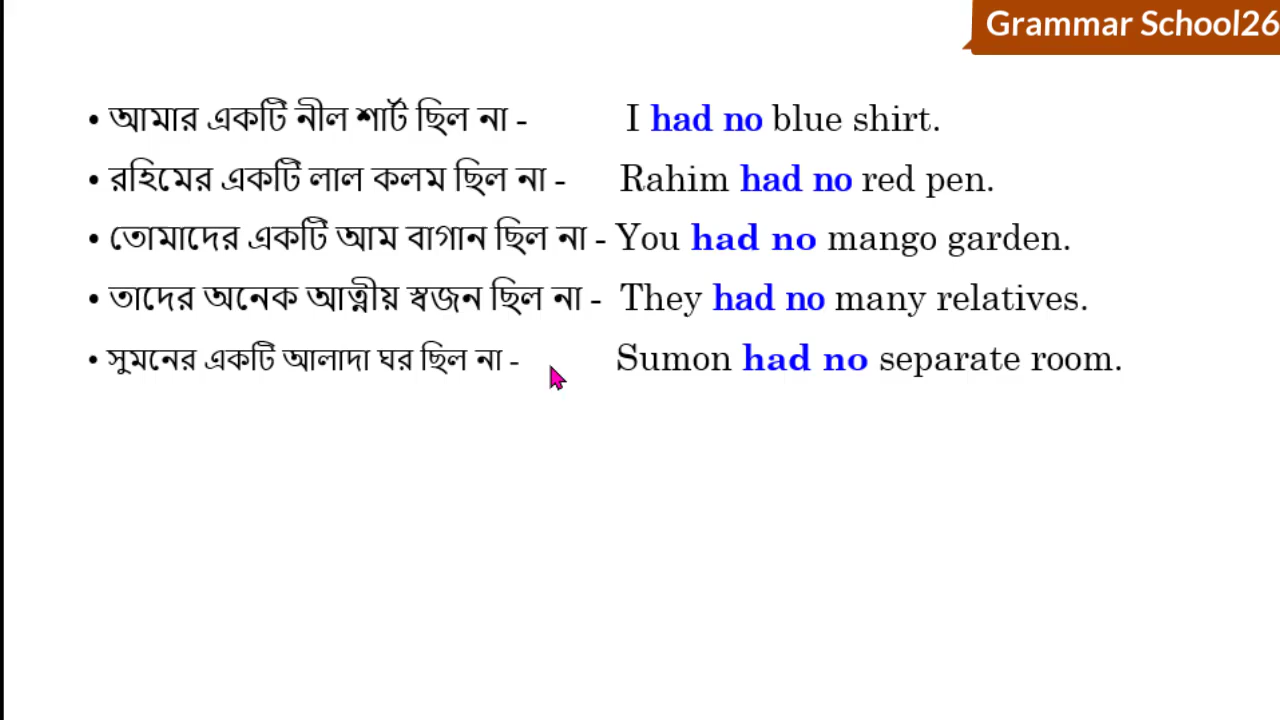 Grammar School26
• আমার একটি নীল শার্ট ছিল না - I had no blue shirt.
• রহিমের একটি লাল কলম ছিল না - Rahim had no red pen.
• তোমাদের একটি আম বাগান ছিল না - You had no mango garden.
• তাদের অনেক আত্নীয় স্বজন ছিল না - They had no many relatives.
• সুমনের একটি আলাদা ঘর ছিল না - Sumon had no separate room.